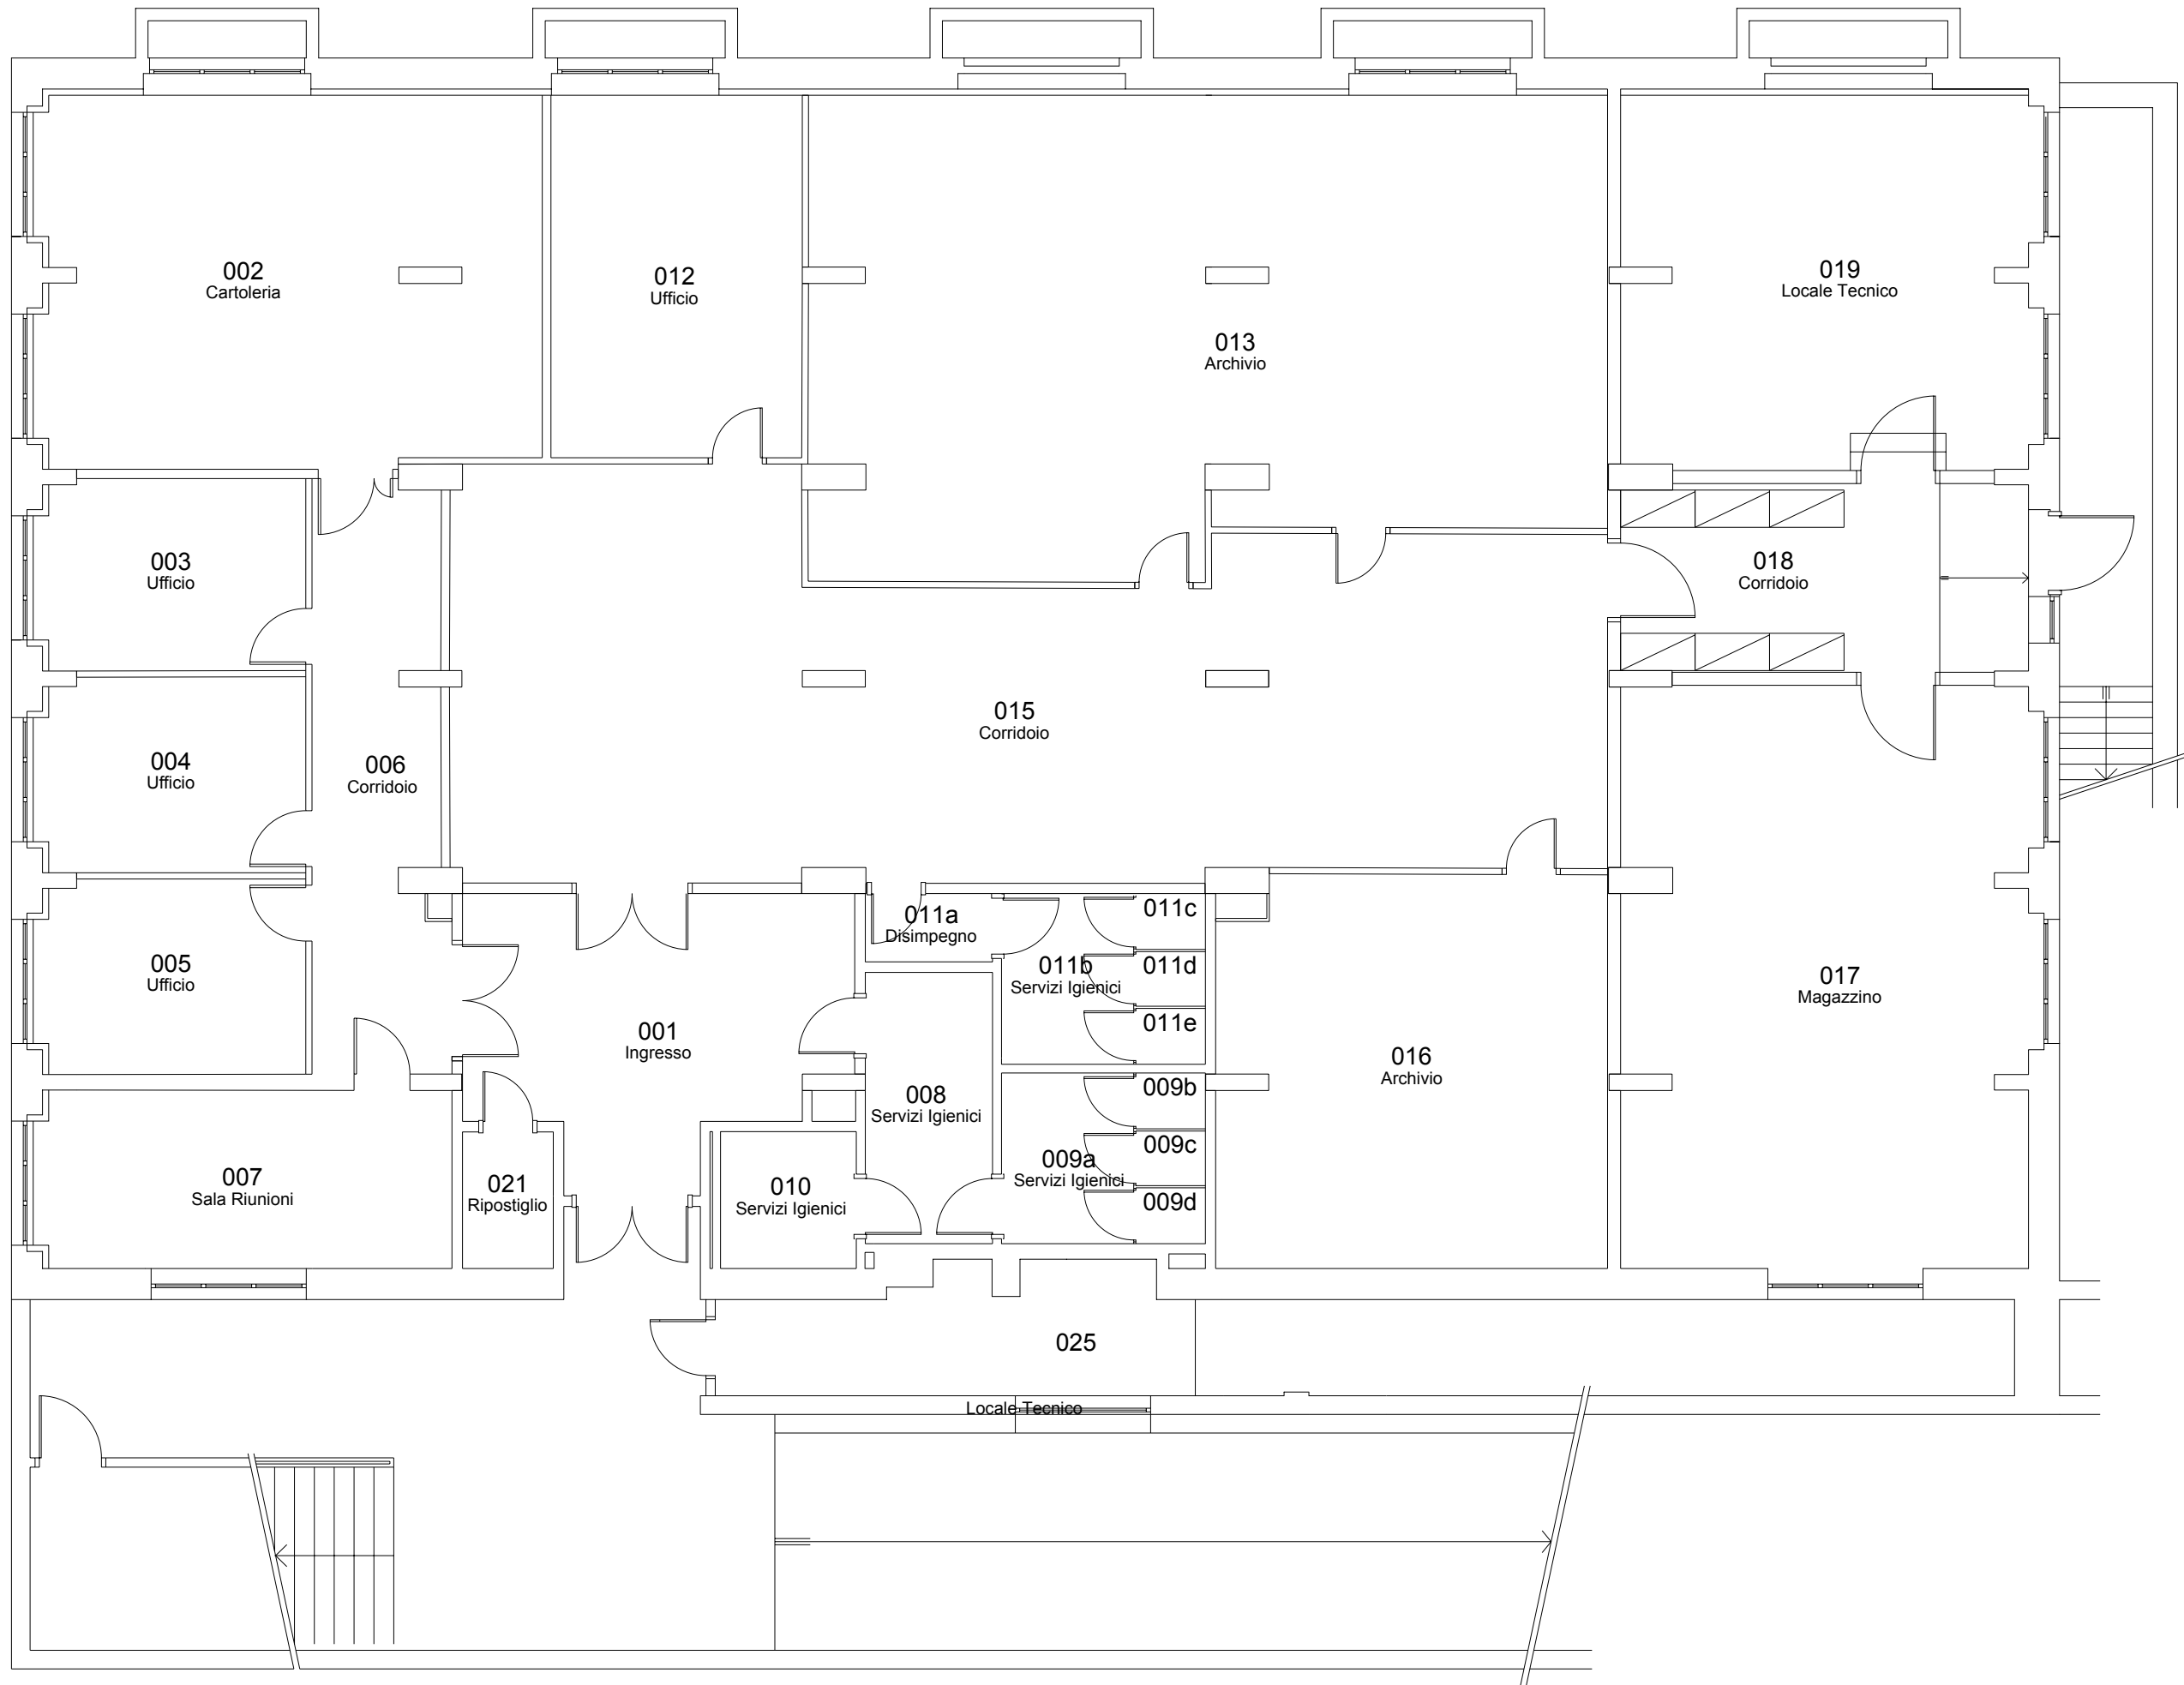 002
Cartoleria
012
Ufficio
013
Archivio
019
Locale Tecnico
003
Ufficio
018
Corridoio
004
Ufficio
006
Corridoio
015
Corridoio
005
Ufficio
001
Ingresso
011a
Disimpegno
011b
Servizi Igienici
011c
011d
011e
017
Magazzino
016
Archivio
008
Servizi Igienici
009a
Servizi Igienici
009b
009c
009d
007
Sala Riunioni
021
Ripostiglio
010
Servizi Igienici
025
Locale Tecnico